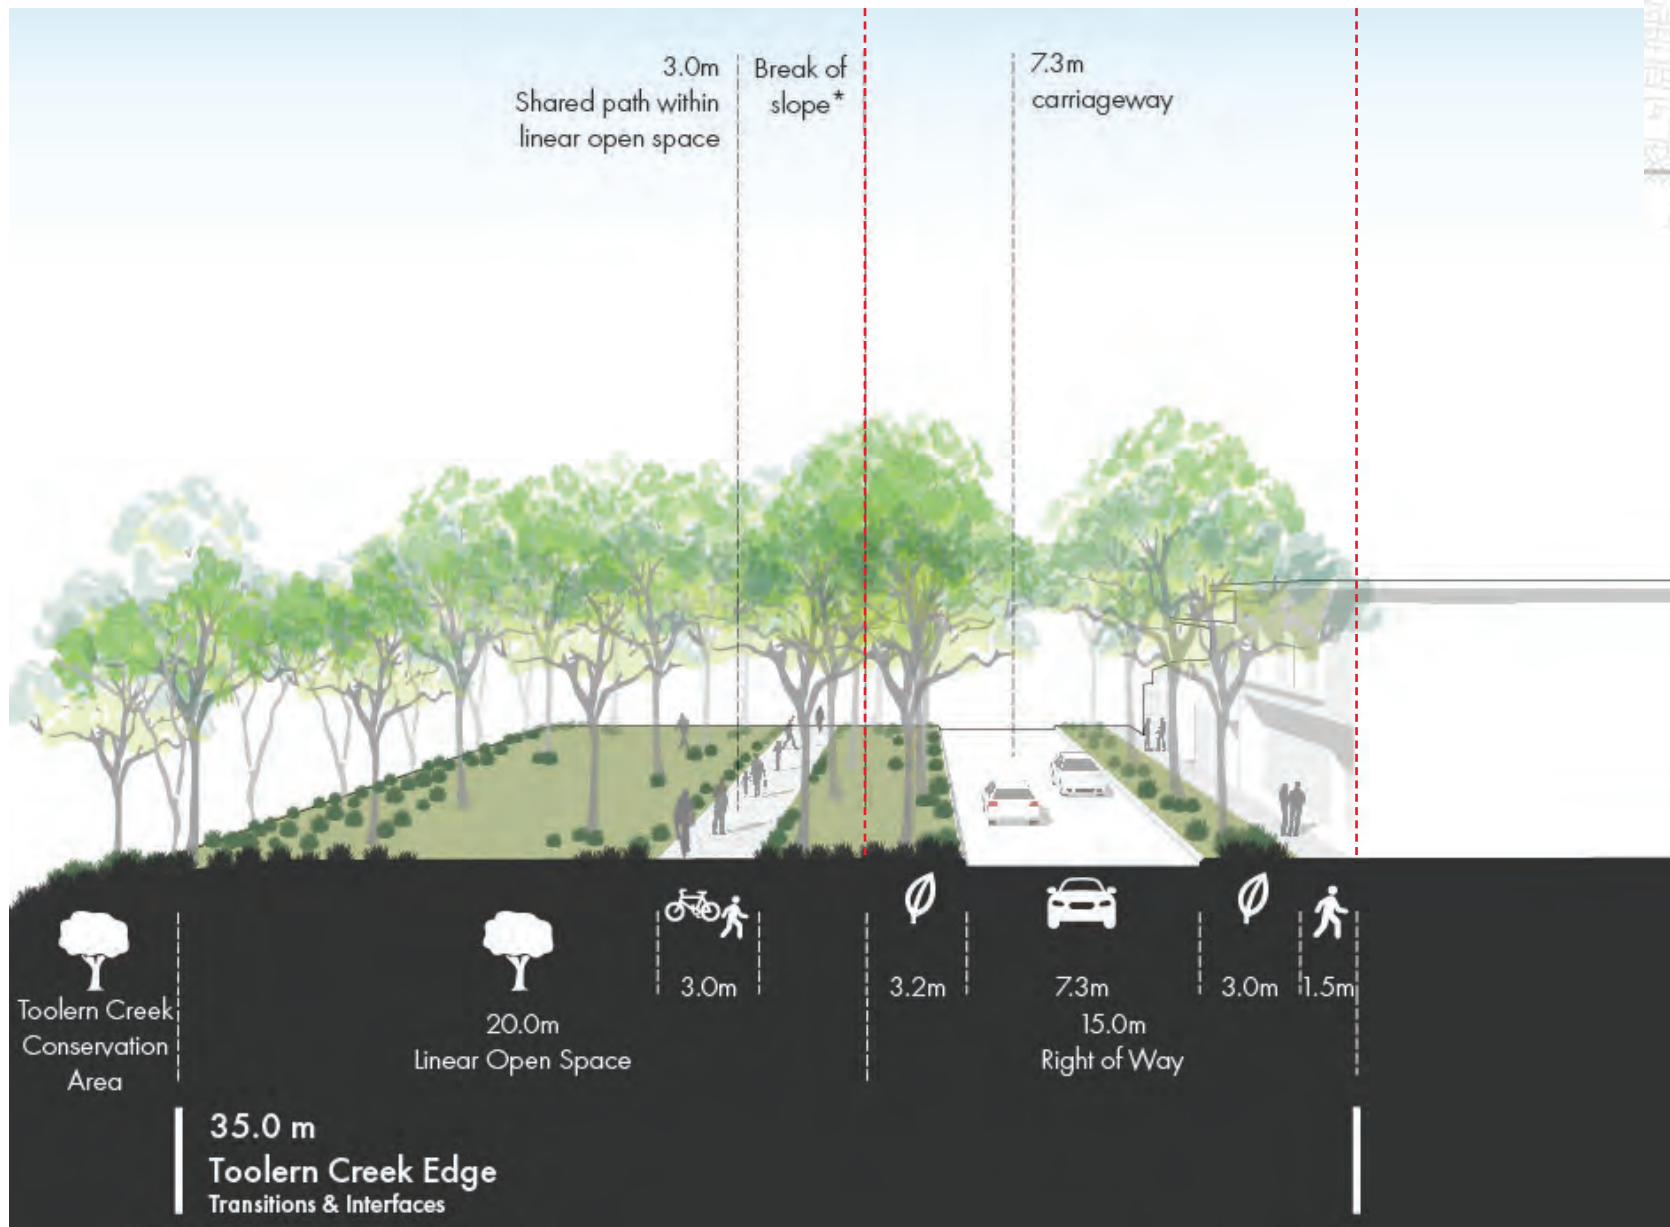 3.0m
Shared path within
linear open space
Break of
slope*
7.3m
carriageway
3.0m
3.2m
7.3m
3.0m
1.5m
Toolern Creek
Conservation
Area
20.0m
Linear Open Space
15.0m
Right of Way
35.0 m
Toolern Creek Edge
Transitions & Interfaces